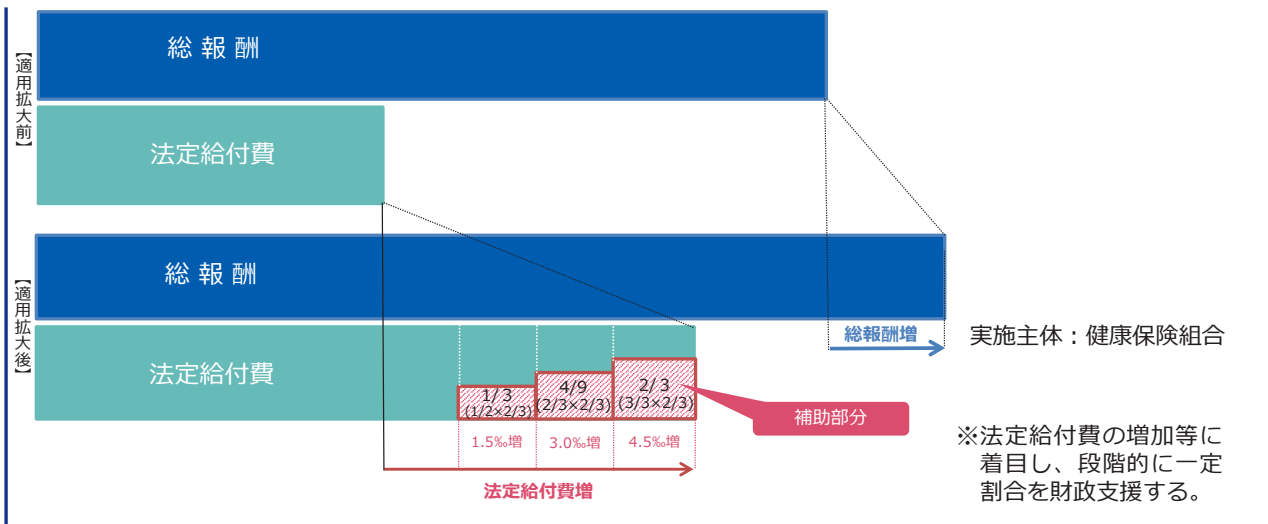 【適用拡大前】
総 報 酬
法定給付費
【適用拡大後】
総 報 酬
法定給付費
1/3
(1/2×2/3)
4/9
(2/3×2/3)
2/3
(3/3×2/3)
1.5‰増
3.0‰増
4.5‰増
法定給付費増
補助部分
総報酬増
実施主体：健康保険組合
※法定給付費の増加等に
着目し、段階的に一定
割合を財政支援する。